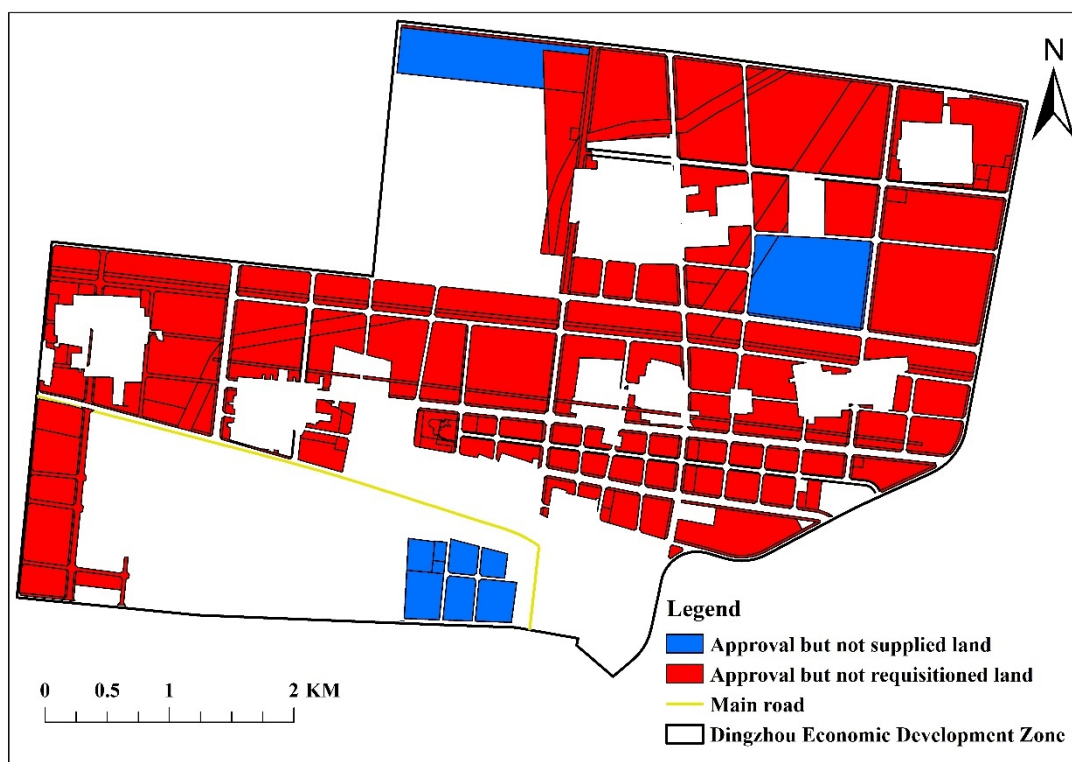 N
Legend
Approval but not supplied land
Approval but not requisitioned land
Main road
Dingzhou Economic Development Zone
0 0.5 1 2 KM